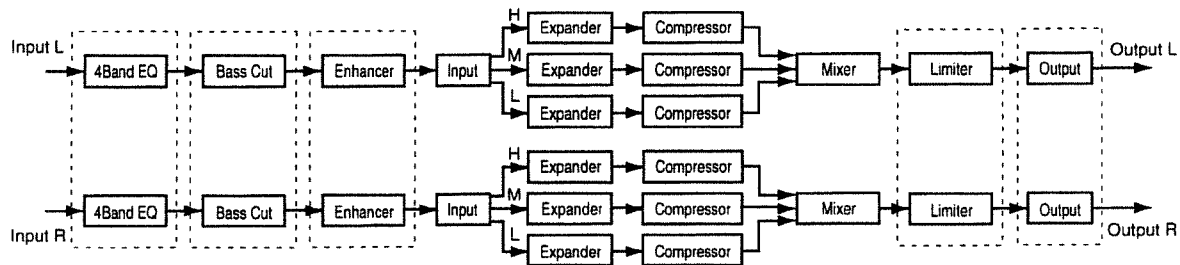 H Expander Compressor
Input L Output L
4Band EQ Bass Cut Enhancer Input M Expander Compressor Mixer Limiter Output
L Expander Compressor
H Expander Compressor
4Band EQ Bass Cut Enhancer Input M Expander Compressor Mixer Limiter Output
Input R Output R
L Expander Compressor